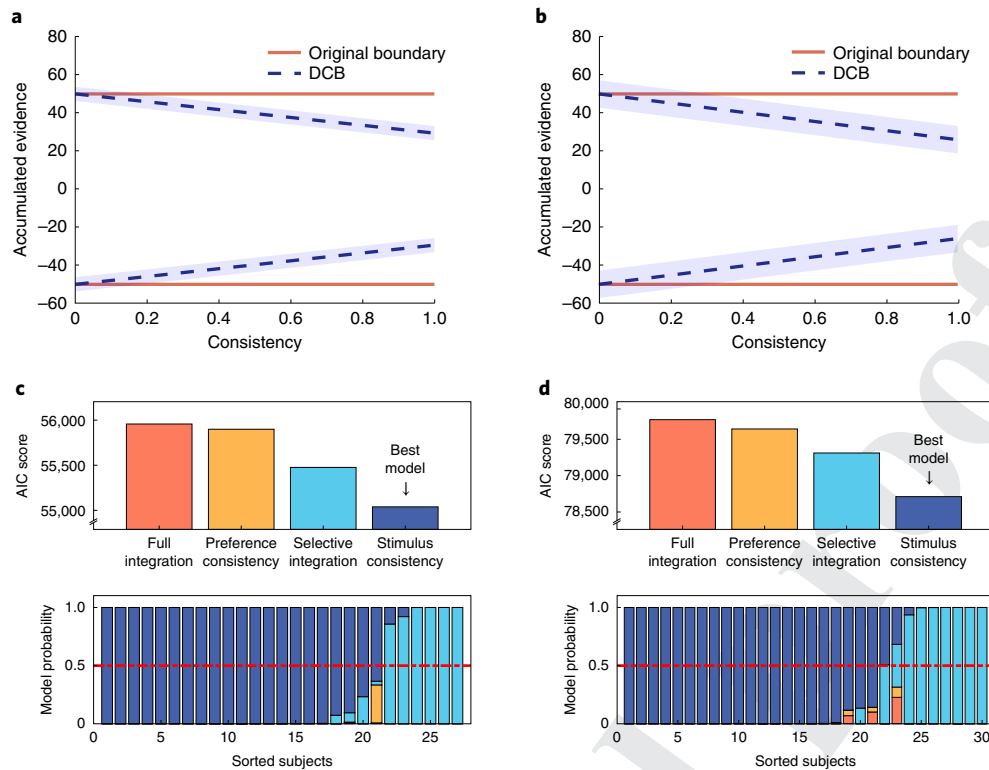 a
80
60
40
20
0
–20
–40
–60
Accumulated evidence
Original boundary
DCB
0
0.2
0.4
0.6
0.8
1.0
Consistency
b
80
60
40
20
0
–20
–40
–60
Accumulated evidence
Original boundary
DCB
0
0.2
0.4
0.6
0.8
1.0
Consistency
c
56,000
55,500
55,000
AIC score
Best
model
↓
Full
integration
Preference
consistency
Selective
integration
Stimulus
consistency
1.0
0.5
0
Model probability
0
5
10
15
20
25
Sorted subjects
d
80,000
79,500
79,000
78,500
AIC score
Best
model
↓
Full
integration
Preference
consistency
Selective
integration
Stimulus
consistency
1.0
0.5
0
Model probability
0
5
10
15
20
25
30
Sorted subjects